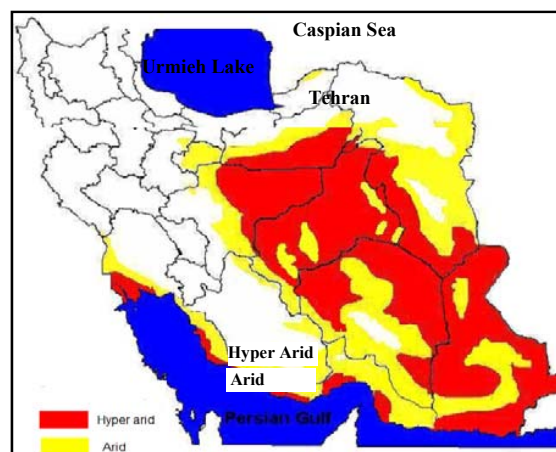 Caspian Sea
Urmieh Lake
Tehran
Hyper Arid
Arid
Persian Gulf
Hyper arid
Arid